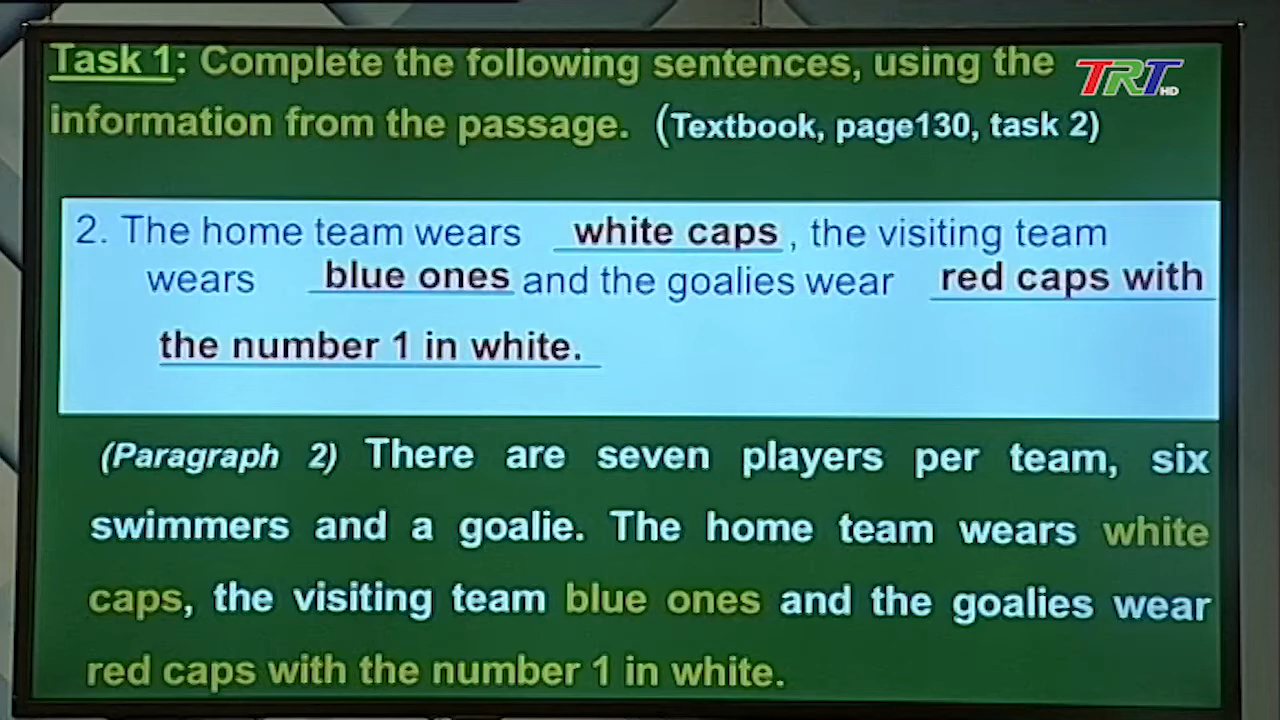 Task 1: Complete the following sentences, using the
TRT HD
information from the passage. (Textbook, page130, task 2)
2. The home team wears white caps, the visiting team
wears blue ones and the goalies wear red caps with
the number 1 in white.
(Paragraph 2) There are seven players per team, six
swimmers and a goalie. The home team wears white
caps, the visiting team blue ones and the goalies wear
red caps with the number 1 in white.